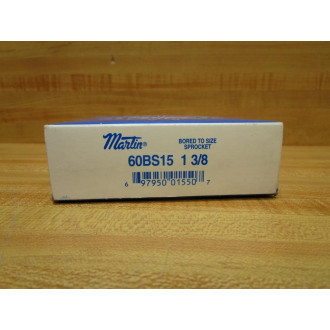 Martin® BORED TO SIZE
SPROCKET
60BS15 1 3/8
6 97950 01550 7